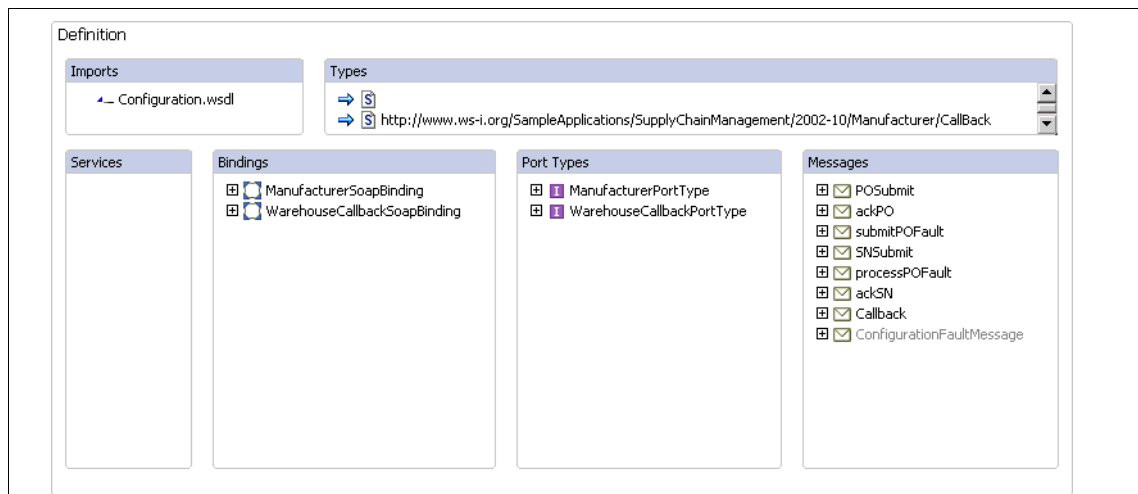 Definition
Imports
Configuration.wsdl
Types
S
S http://www.ws-i.org/SampleApplications/SupplyChainManagement/2002-10/Manufacturer/CallBack
Services
Bindings
ManufacturerSoapBinding
WarehouseCallbackSoapBinding
Port Types
I ManufacturerPortType
I WarehouseCallbackPortType
Messages
POSubmit
ackPO
submitPOFault
SNSubmit
processPOFault
ackSN
Callback
ConfigurationFaultMessage